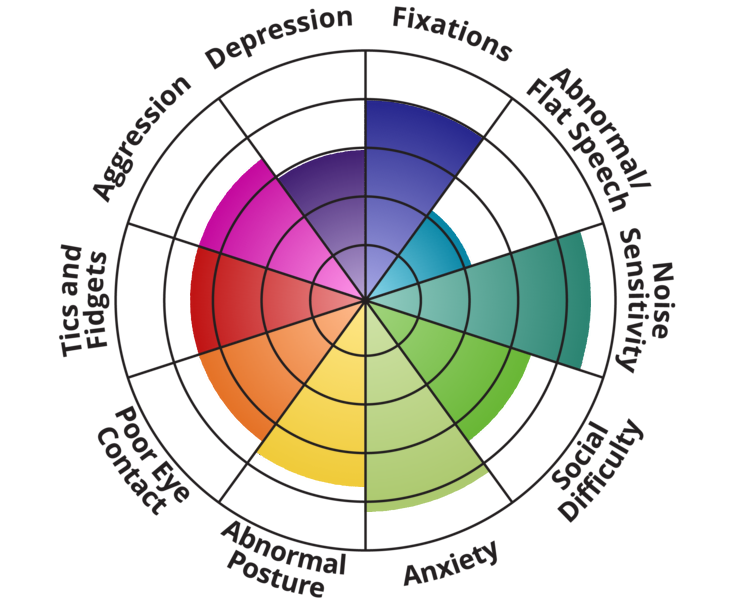 Depression
Fixations
Abnormal/
Flat Speech
Noise
Sensitivity
Social
Difficulty
Anxiety
Abnormal
Posture
Poor Eye
Contact
Tics and
Fidgets
Aggression